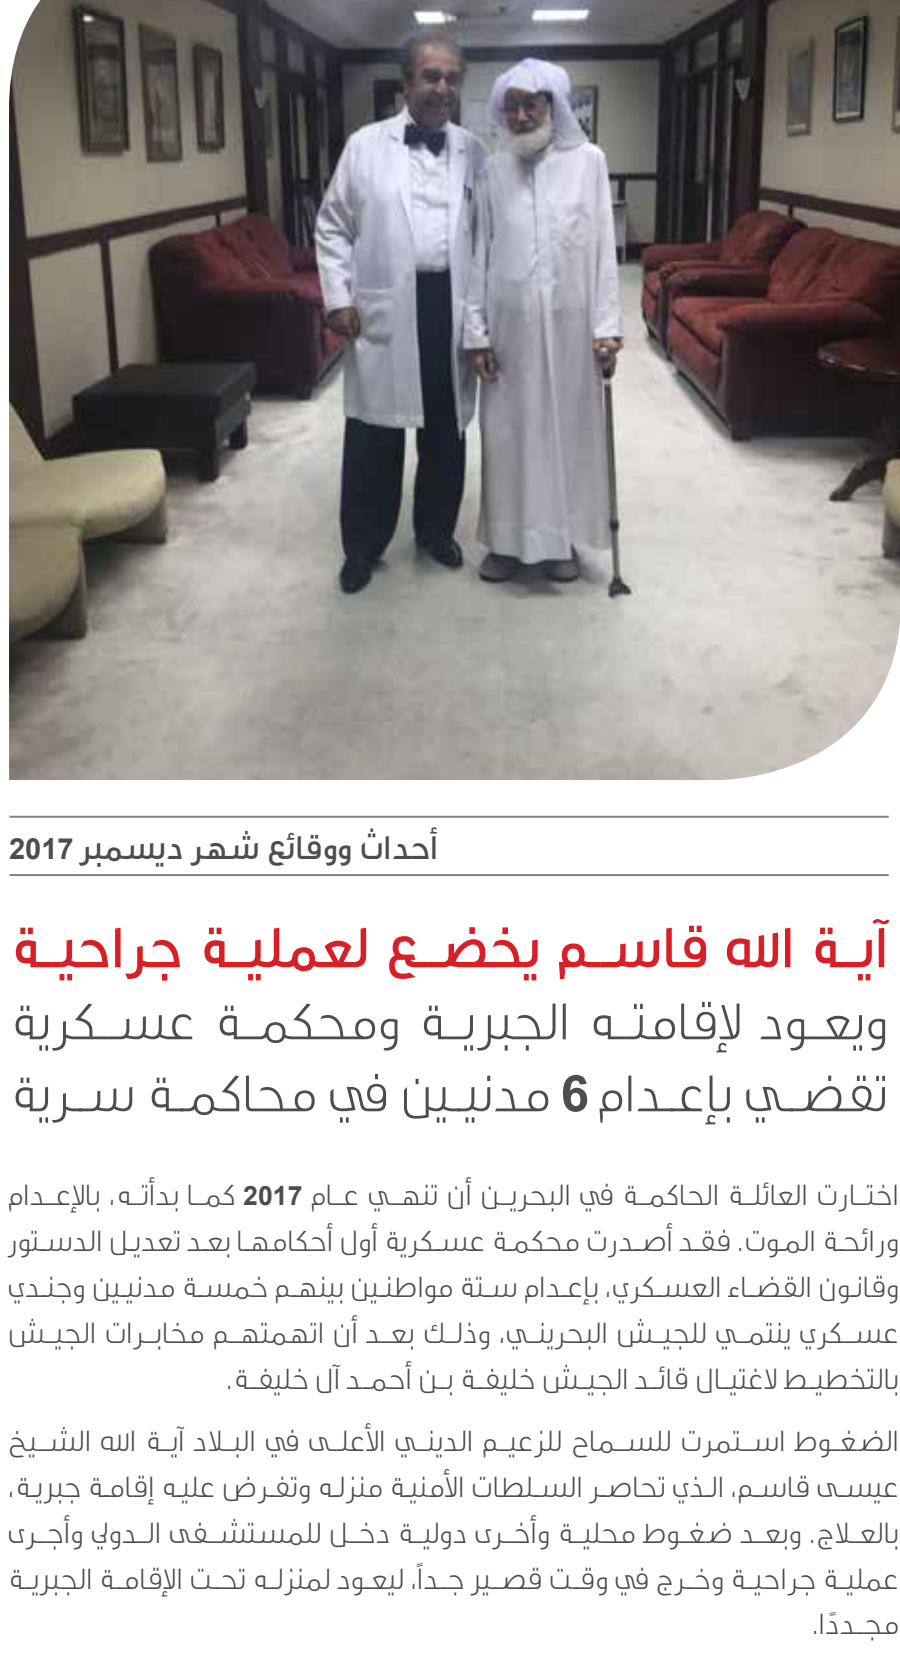 أحداث ووقائع شهر ديسمبر 2017
آية الله قاسم يخضع لعملية جراحية
ويعود لإقامته الجبرية ومحكمة عسكرية
تقضي بإعدام 6 مدنيين في محاكمة سرية
اختارت العائلة الحاكمة في البحرين أن تنهي عام 2017 كما بدأته، بالإعدام
ورائحة الموت. فقد أصدرت محكمة عسكرية أول أحكامها بعد تعديل الدستور
وقانون القضاء العسكري، بإعدام ستة مواطنين بينهم خمسة مدنيين وجندي
عسكري ينتمي للجيش البحريني، وذلك بعد أن اتهمتهم مخابرات الجيش
بالتخطيط لاغتيال قائد الجيش خليفة بن أحمد آل خليفة.
الضغوط استمرت للسماح للزعيم الديني الأعلى في البلاد آية الله الشيخ
عيسى قاسم، الذي تحاصر السلطات الأمنية منزله وتفرض عليه إقامة جبرية،
بالعلاج. وبعد ضغوط محلية وأخرى دولية دخل للمستشفى الدولي وأجرى
عملية جراحية وخرج في وقت قصير جداً، ليعود لمنزله تحت الإقامة الجبرية
مجددًا.